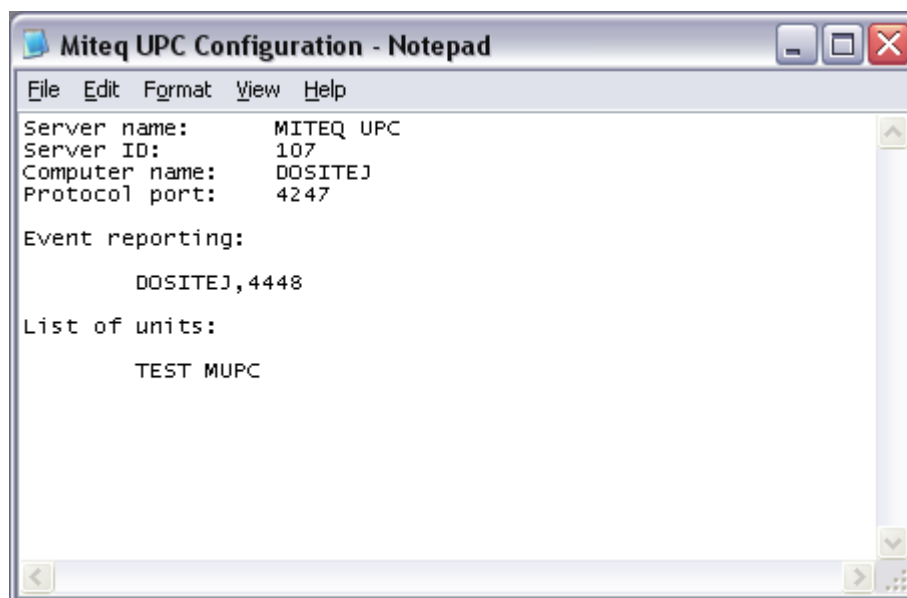 Miteq UPC Configuration - Notepad
File Edit Format View Help
Server name: MITEQ UPC
Server ID: 107
Computer name: DOSITEJ
Protocol port: 4247
Event reporting:
DOSITEJ,4448
List of units:
TEST MUPC